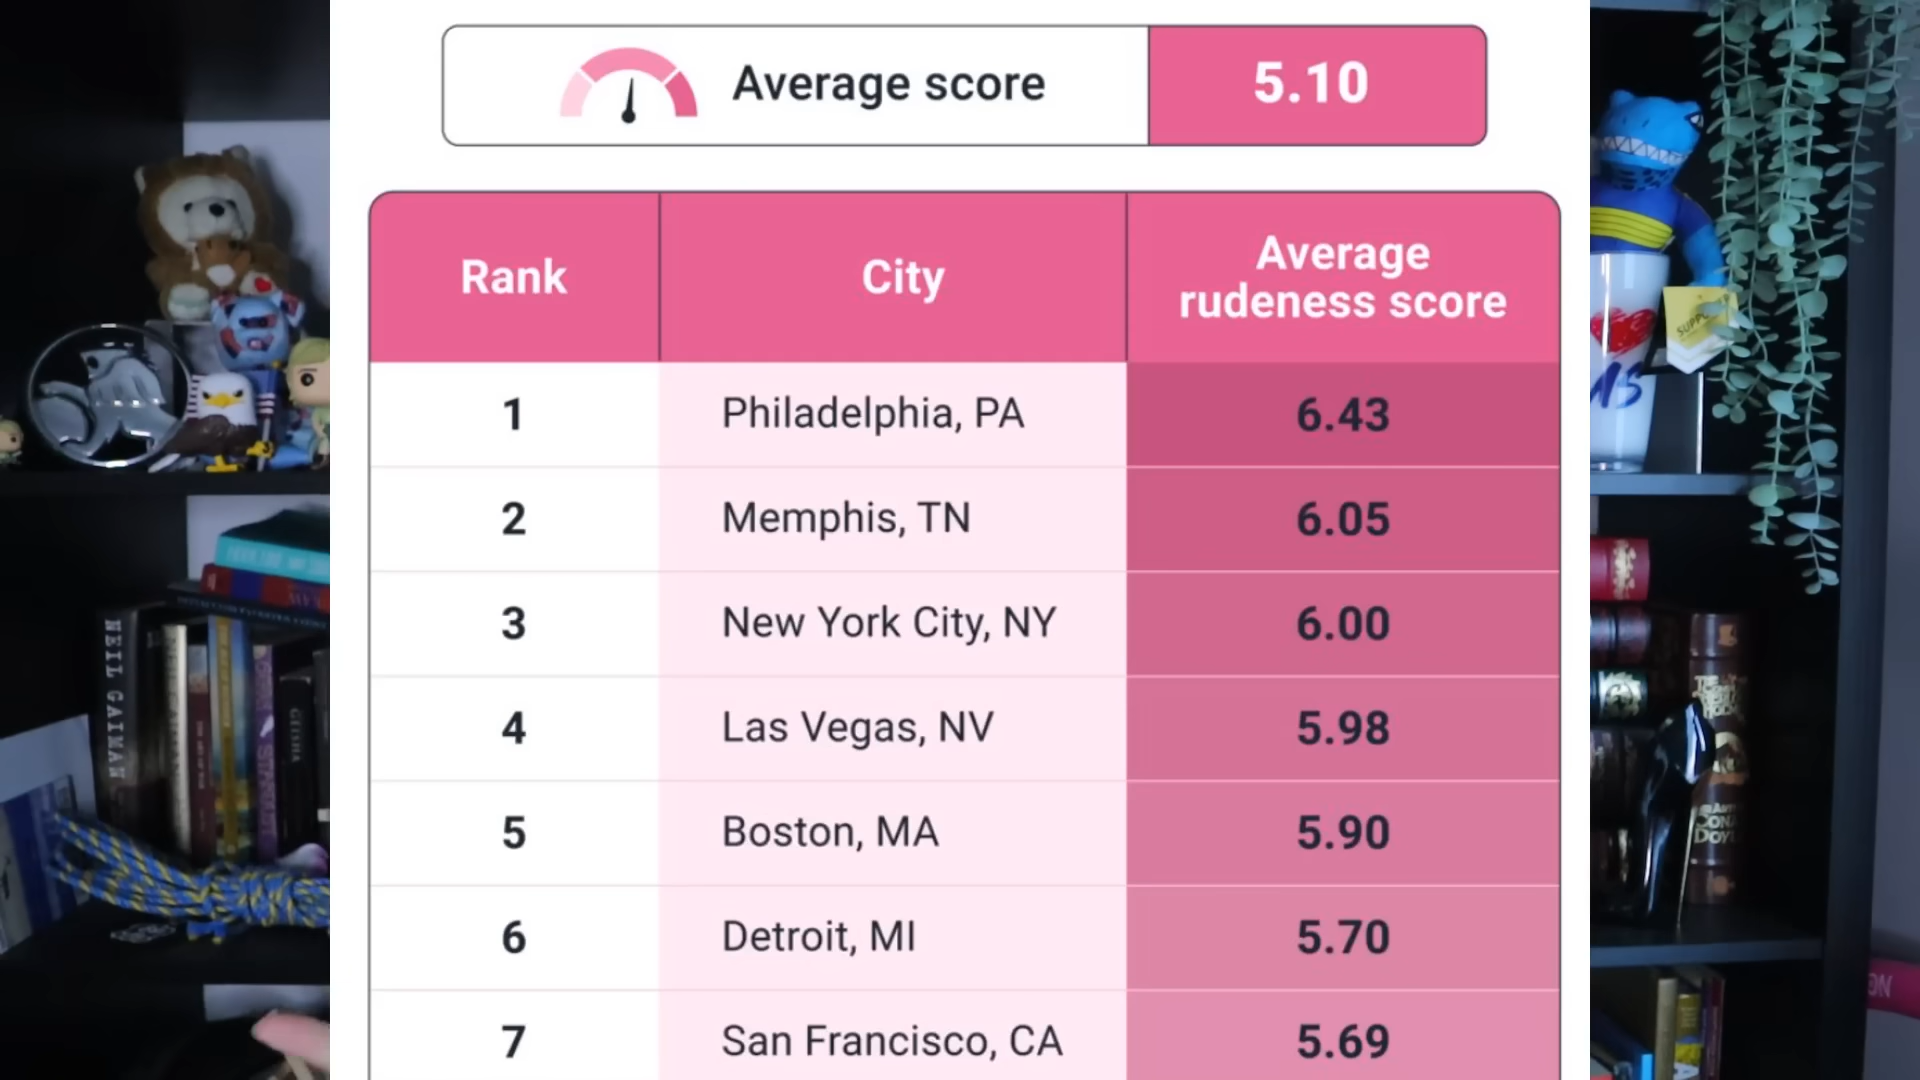 Average score 5.10
Rank City Average rudeness score
1 Philadelphia, PA 6.43
2 Memphis, TN 6.05
3 New York City, NY 6.00
4 Las Vegas, NV 5.98
5 Boston, MA 5.90
6 Detroit, MI 5.70
7 San Francisco, CA 5.69
NEIL GAIMAN
GEISHA